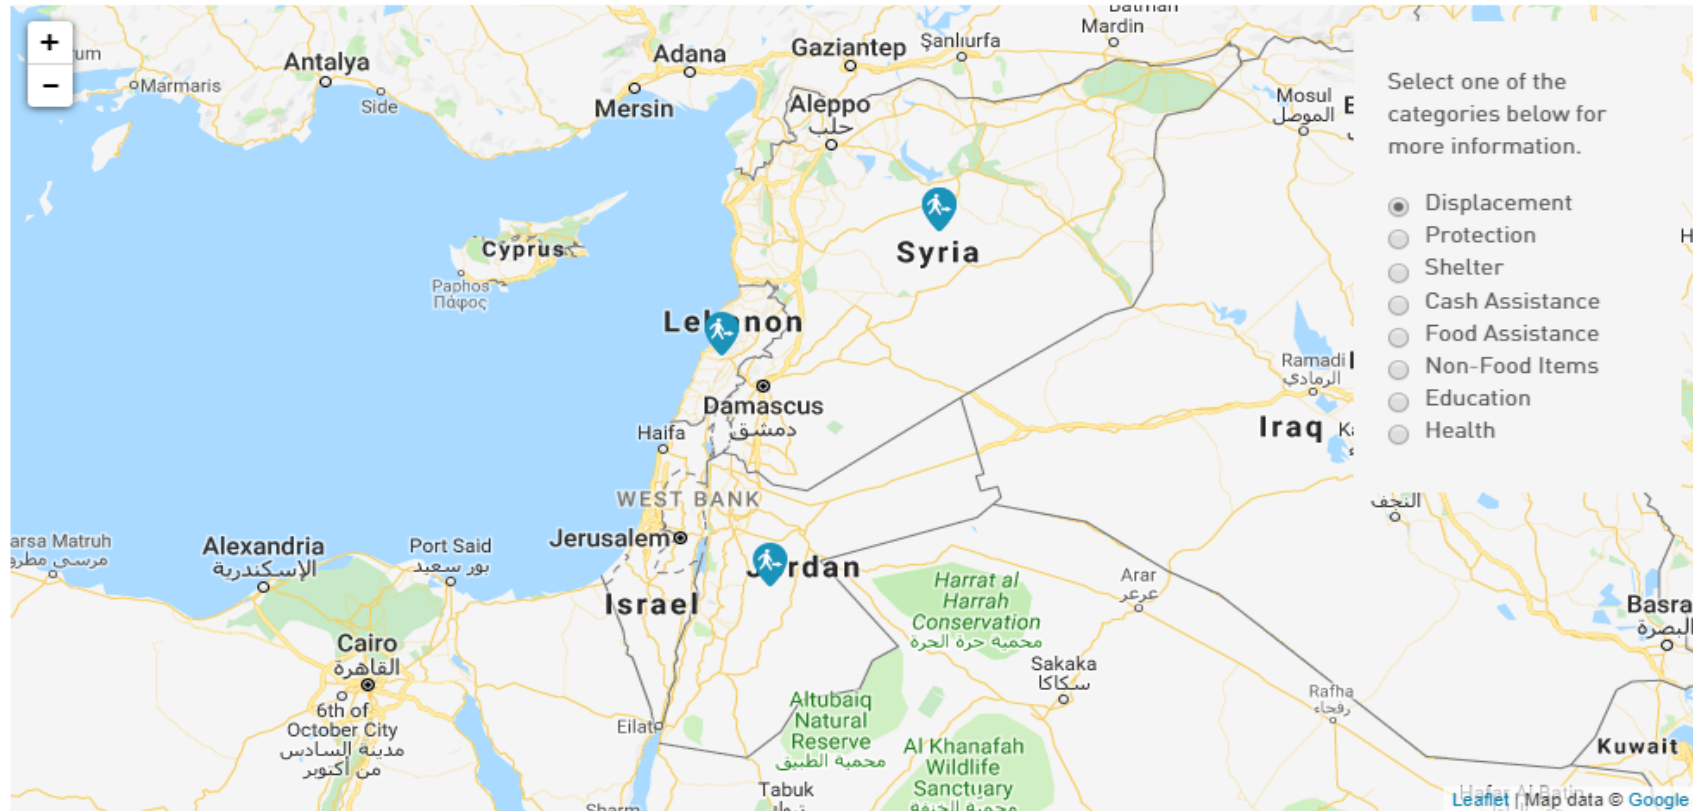 +
−
Antalya
Marmaris
Side
Adana
Mersin
Gaziantep
Şanlıurfa
Mardin
Aleppo
حلب
Mosul
الموصل
Select one of the
categories below for
more information.
Displacement
Protection
Shelter
Cash Assistance
Food Assistance
Non-Food Items
Education
Health
Cyprus
Paphos
Πάφος
Syria
Lebanon
Damascus
دمشق
Ramadi
الرمادي
Iraq
Haifa
WEST BANK
النجف
Jerusalem
Jordan
Israel
Alexandria
الإسكندرية
Port Said
بور سعيد
arsa Matruh
Harrat al
Harrah
Conservation
محمية حرة الحرة
Arar
عرعر
Basra
البصرة
Cairo
القاهرة
6th of
October City
مدينة السادس
من أكتوبر
Sakaka
سكاكا
Rafha
رفحاء
Eilat
Altubaiq
Natural
Reserve
محمية الطبيق
Al Khanafah
Wildlife
Sanctuary
Kuwait
Tabuk
Sharm
Leaflet | Map data © Google